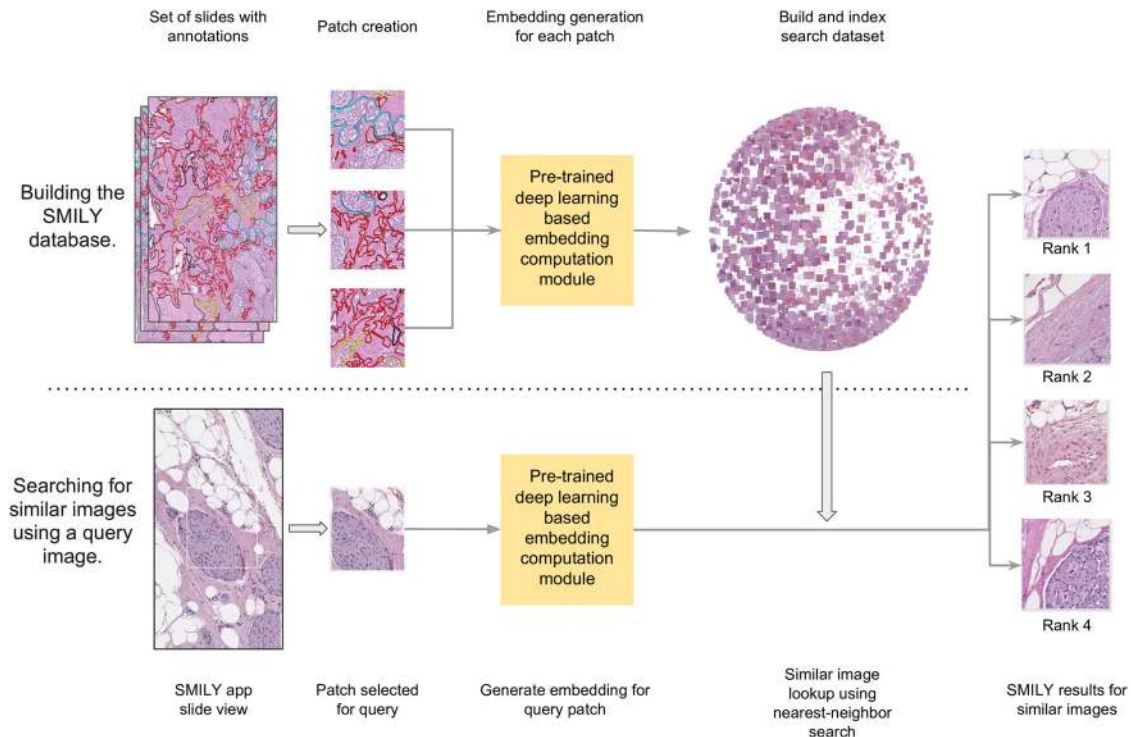 Set of slides with
annotations
Patch creation
Embedding generation
for each patch
Build and index
search dataset
Building the
SMILY
database.
Pre-trained
deep learning
based
embedding
computation
module
Rank 1
Rank 2
Rank 3
Rank 4
Searching for
similar images
using a query
image.
Pre-trained
deep learning
based
embedding
computation
module
SMILY app
slide view
Patch selected
for query
Generate embedding for
query patch
Similar image
lookup using
nearest-neighbor
search
SMILY results for
similar images